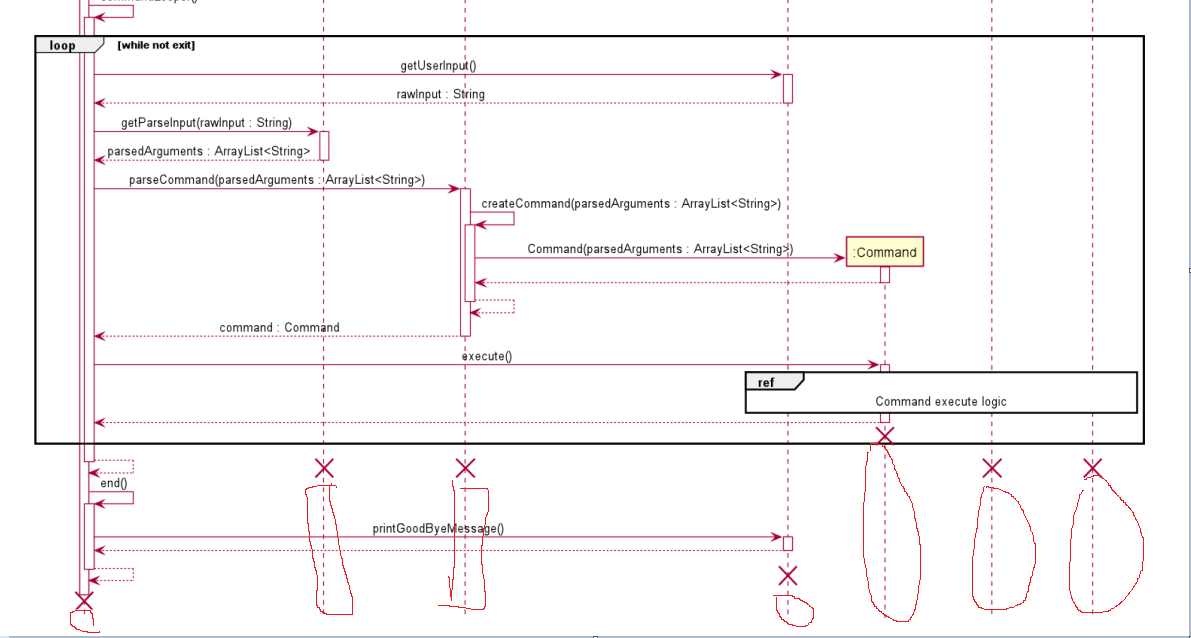 loop [while not exit]
getUserInput()
rawInput : String
getParseInput(rawInput : String)
parsedArguments : ArrayList<String>
parseCommand(parsedArguments : ArrayList<String>)
createCommand(parsedArguments : ArrayList<String>)
Command(parsedArguments : ArrayList<String>)
:Command
command : Command
execute()
ref
Command execute logic
end()
printGoodByeMessage()